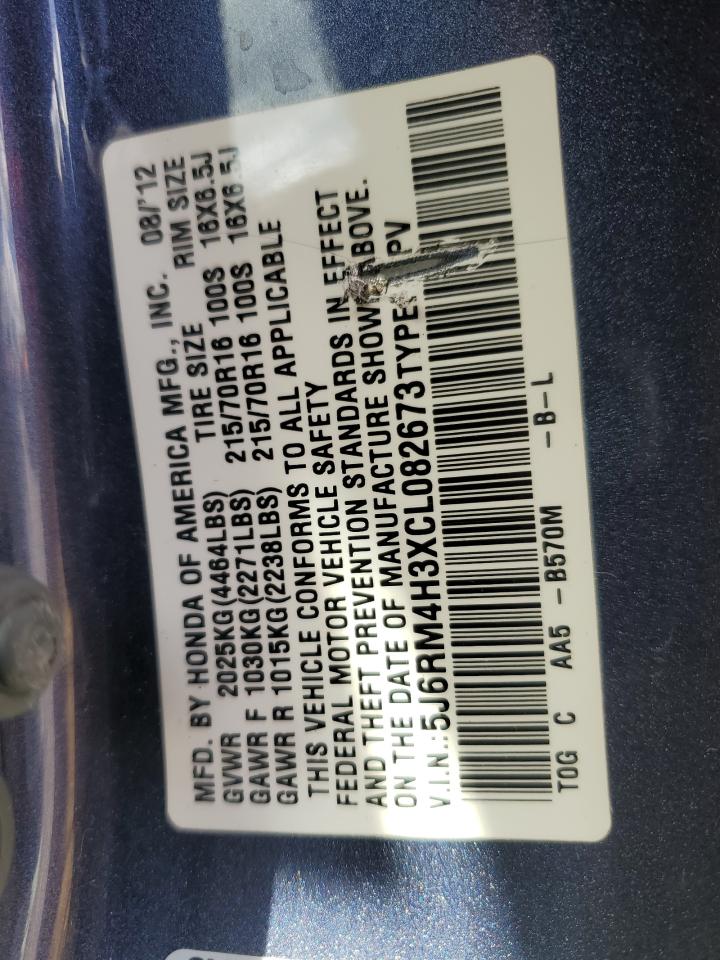 MFD. BY HONDA OF AMERICA MFG., INC. 08/'12
GVWR 2025KG(4464LBS) TIRE SIZE RIM SIZE
GAWR F 1030KG(2271LBS) 215/70R16 100S 16X6.5J
GAWR R 1015KG(2238LBS) 215/70R16 100S 16X6.5J
THIS VEHICLE CONFORMS TO ALL APPLICABLE
FEDERAL MOTOR VEHICLE SAFETY
AND THEFT PREVENTION STANDARDS IN EFFECT
ON THE DATE OF MANUFACTURE SHOWN ABOVE.
V.I.N.:5J6RM4H3XCL082673 TYPE: PV
TOG C AA5 -B570M -B-L